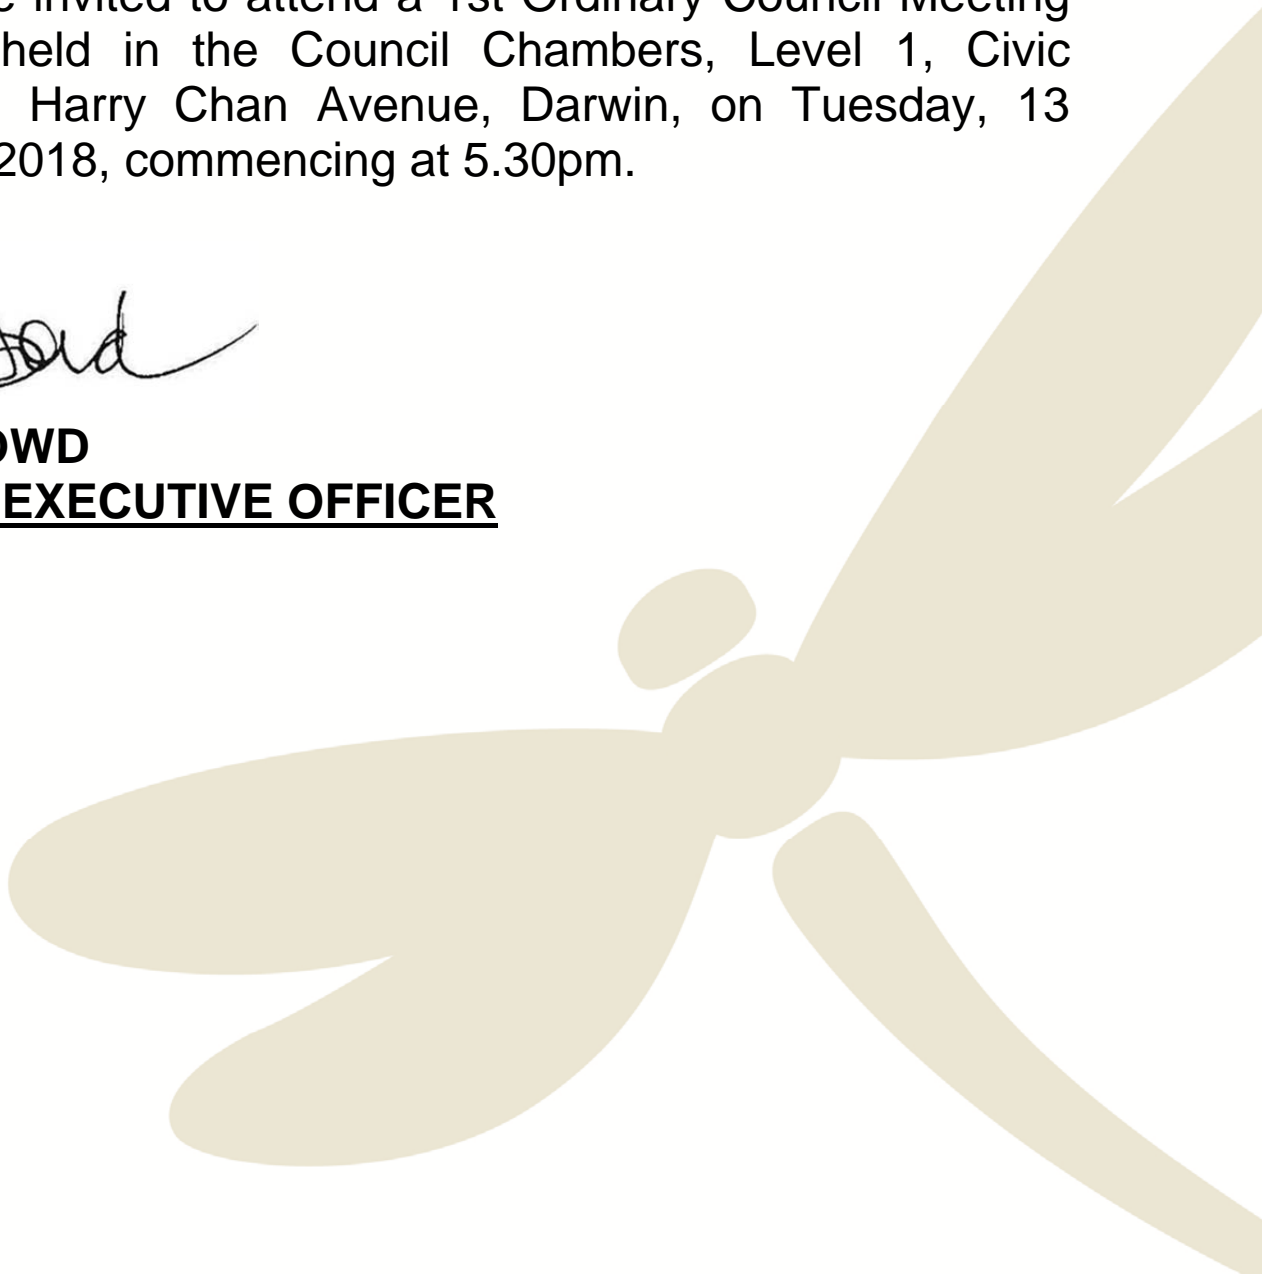 e invited to attend a 1st Ordinary Council Meeting
held in the Council Chambers, Level 1, Civic
Harry Chan Avenue, Darwin, on Tuesday, 13
2018, commencing at 5.30pm.
OWD
EXECUTIVE OFFICER